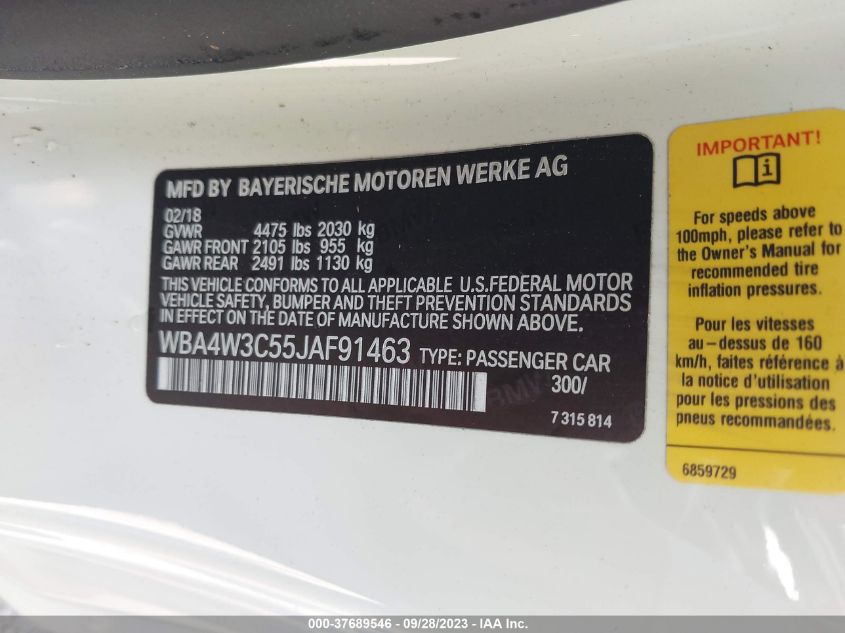 MFD BY BAYERISCHE MOTOREN WERKE AG
02/18
GVWR 4475 lbs 2030 kg
GAWR FRONT 2105 lbs 955 kg
GAWR REAR 2491 lbs 1130 kg
THIS VEHICLE CONFORMS TO ALL APPLICABLE U.S.FEDERAL MOTOR
VEHICLE SAFETY, BUMPER AND THEFT PREVENTION STANDARDS
IN EFFECT ON THE DATE OF MANUFACTURE SHOWN ABOVE.
WBA4W3C55JAF91463 TYPE: PASSENGER CAR
300/
7 315 814
IMPORTANT!
i
For speeds above
100mph, please refer to
the Owner's Manual for
recommended tire
inflation pressures.
Pour les vitesses
au-dessus de 160
km/h, faites référence à
la notice d'utilisation
pour les pressions des
pneus recommandées.
6859729
000-37689546 - 09/28/2023 - IAA Inc.